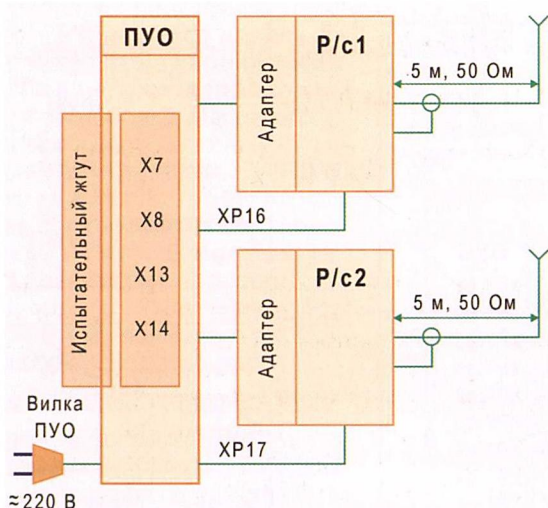 ПУО
Р/с1
Адаптер
5 м, 50 Ом
Испытательный жгут
X7
X8
X13
X14
XP16
Р/с2
Адаптер
5 м, 50 Ом
Вилка
ПУО
≈220 В
XP17